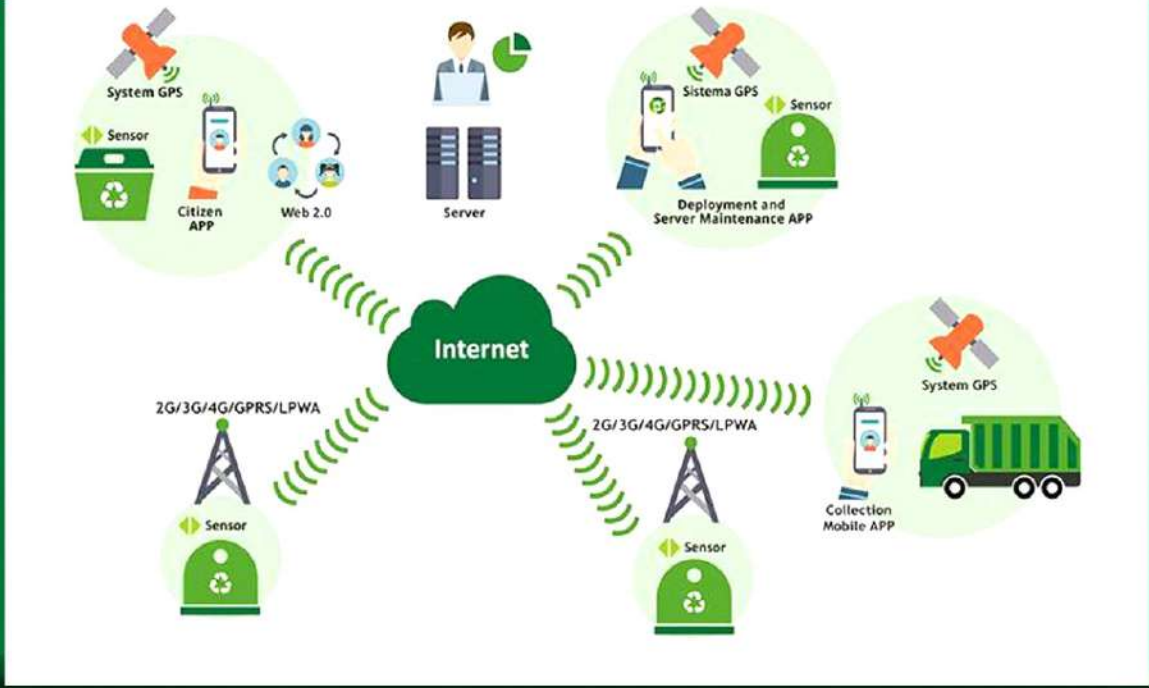 System GPS
Sensor
Citizen
APP
Web 2.0
Server
Sistema GPS
Sensor
Deployment and
Server Maintenance APP
Internet
System GPS
Collection
Mobile APP
2G/3G/4G/GPRS/LPWA
Sensor
2G/3G/4G/GPRS/LPWA
Sensor